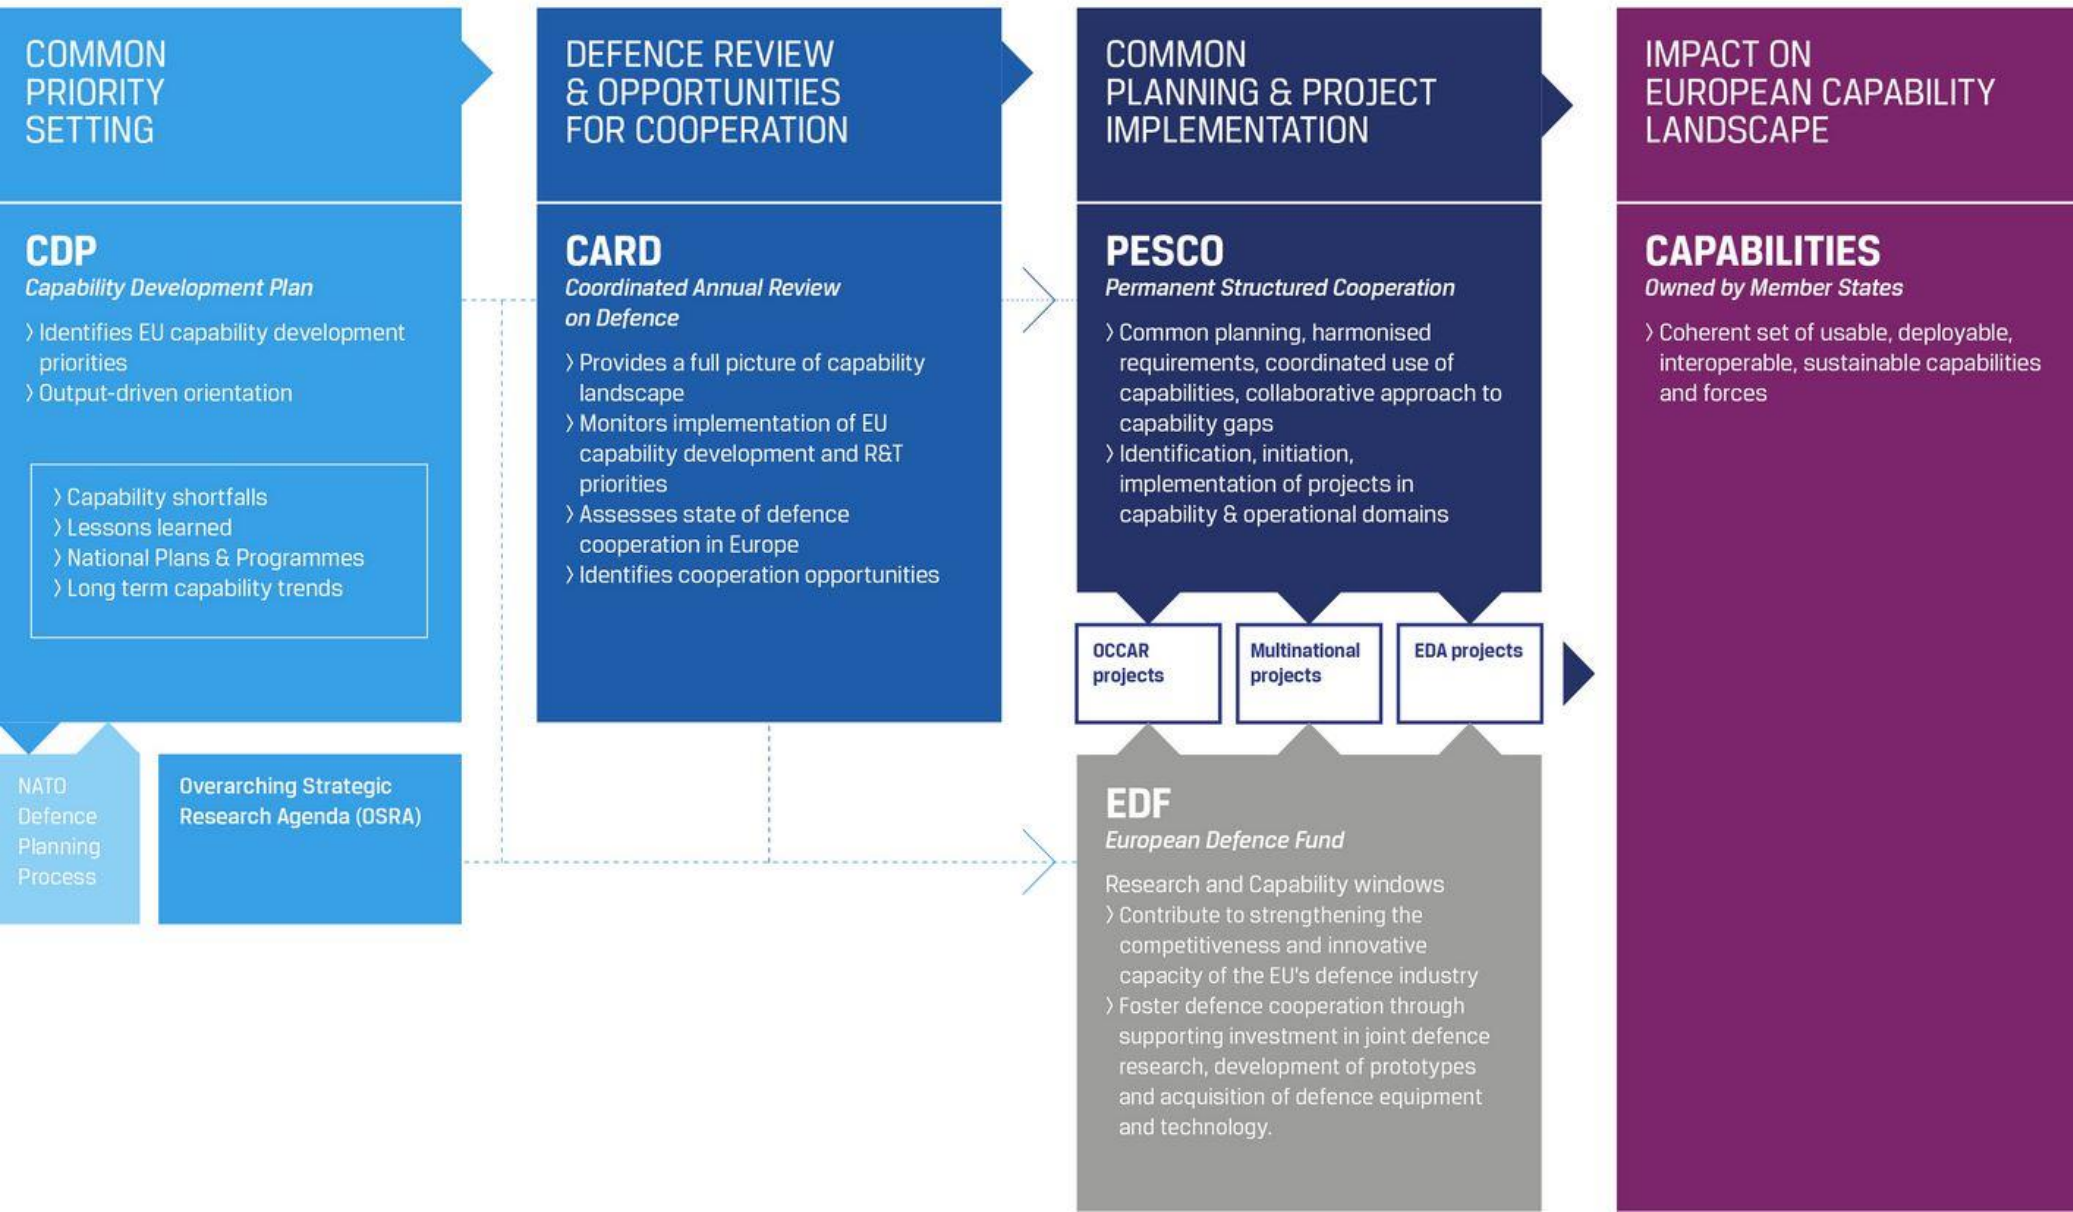 COMMON
PRIORITY
SETTING
CDP
Capability Development Plan
〉Identifies EU capability development
priorities
〉Output-driven orientation
〉Capability shortfalls
〉Lessons learned
〉National Plans & Programmes
〉Long term capability trends
NATO
Defence
Planning
Process
Overarching Strategic
Research Agenda (OSRA)
DEFENCE REVIEW
& OPPORTUNITIES
FOR COOPERATION
CARD
Coordinated Annual Review
on Defence
〉Provides a full picture of capability
landscape
〉Monitors implementation of EU
capability development and R&T
priorities
〉Assesses state of defence
cooperation in Europe
〉Identifies cooperation opportunities
COMMON
PLANNING & PROJECT
IMPLEMENTATION
PESCO
Permanent Structured Cooperation
〉Common planning, harmonised
requirements, coordinated use of
capabilities, collaborative approach to
capability gaps
〉Identification, initiation,
implementation of projects in
capability & operational domains
OCCAR
projects
Multinational
projects
EDA projects
EDF
European Defence Fund
Research and Capability windows
〉Contribute to strengthening the
competitiveness and innovative
capacity of the EU's defence industry
〉Foster defence cooperation through
supporting investment in joint defence
research, development of prototypes
and acquisition of defence equipment
and technology.
IMPACT ON
EUROPEAN CAPABILITY
LANDSCAPE
CAPABILITIES
Owned by Member States
〉Coherent set of usable, deployable,
interoperable, sustainable capabilities
and forces